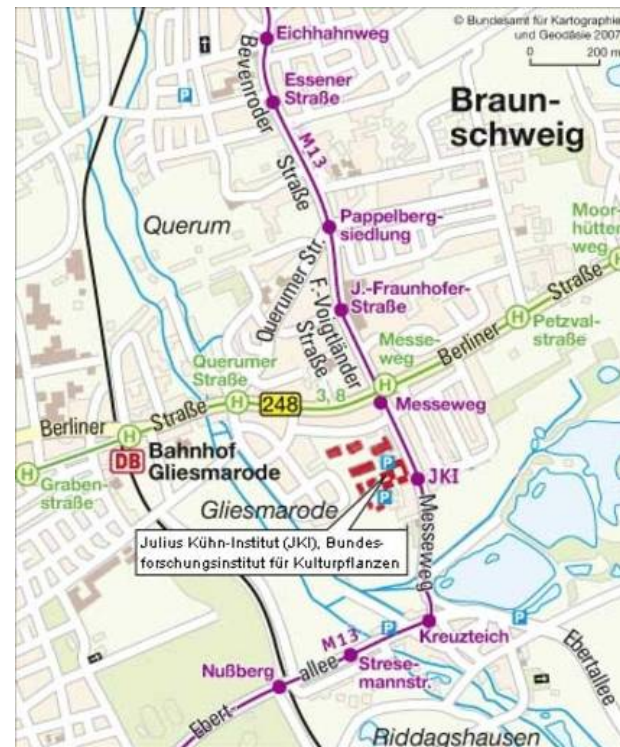 © Bundesamt für Kartographie
und Geodäsie 2007
0 200 m
Braun-
schweig
Eichhahnweg
Bevenroder
Straße
Essener
Straße
M13
Querum
Pappelberg-
siedlung
Querumer Str.
J.-Fraunhofer-
Straße
F.-Voigtländer
Straße
Moor-
hütten
weg
H
Berliner Straße
H
Petzval-
straße
Messe-
weg
H
Querumer
Straße
H
3, 8
248
Messeweg
Berliner Straße
H
DB
Bahnhof
Gliesmarode
H
Graben-
straße
P
P
P
JKI
Messeweg
Gliesmarode
Julius Kühn-Institut (JKI), Bundes-
forschungsinstitut für Kulturpflanzen
P
P
Kreuzteich
M13
Ebertallee
Strese-
mannstr.
Nußberg
Ebert-
allee
Riddagshausen